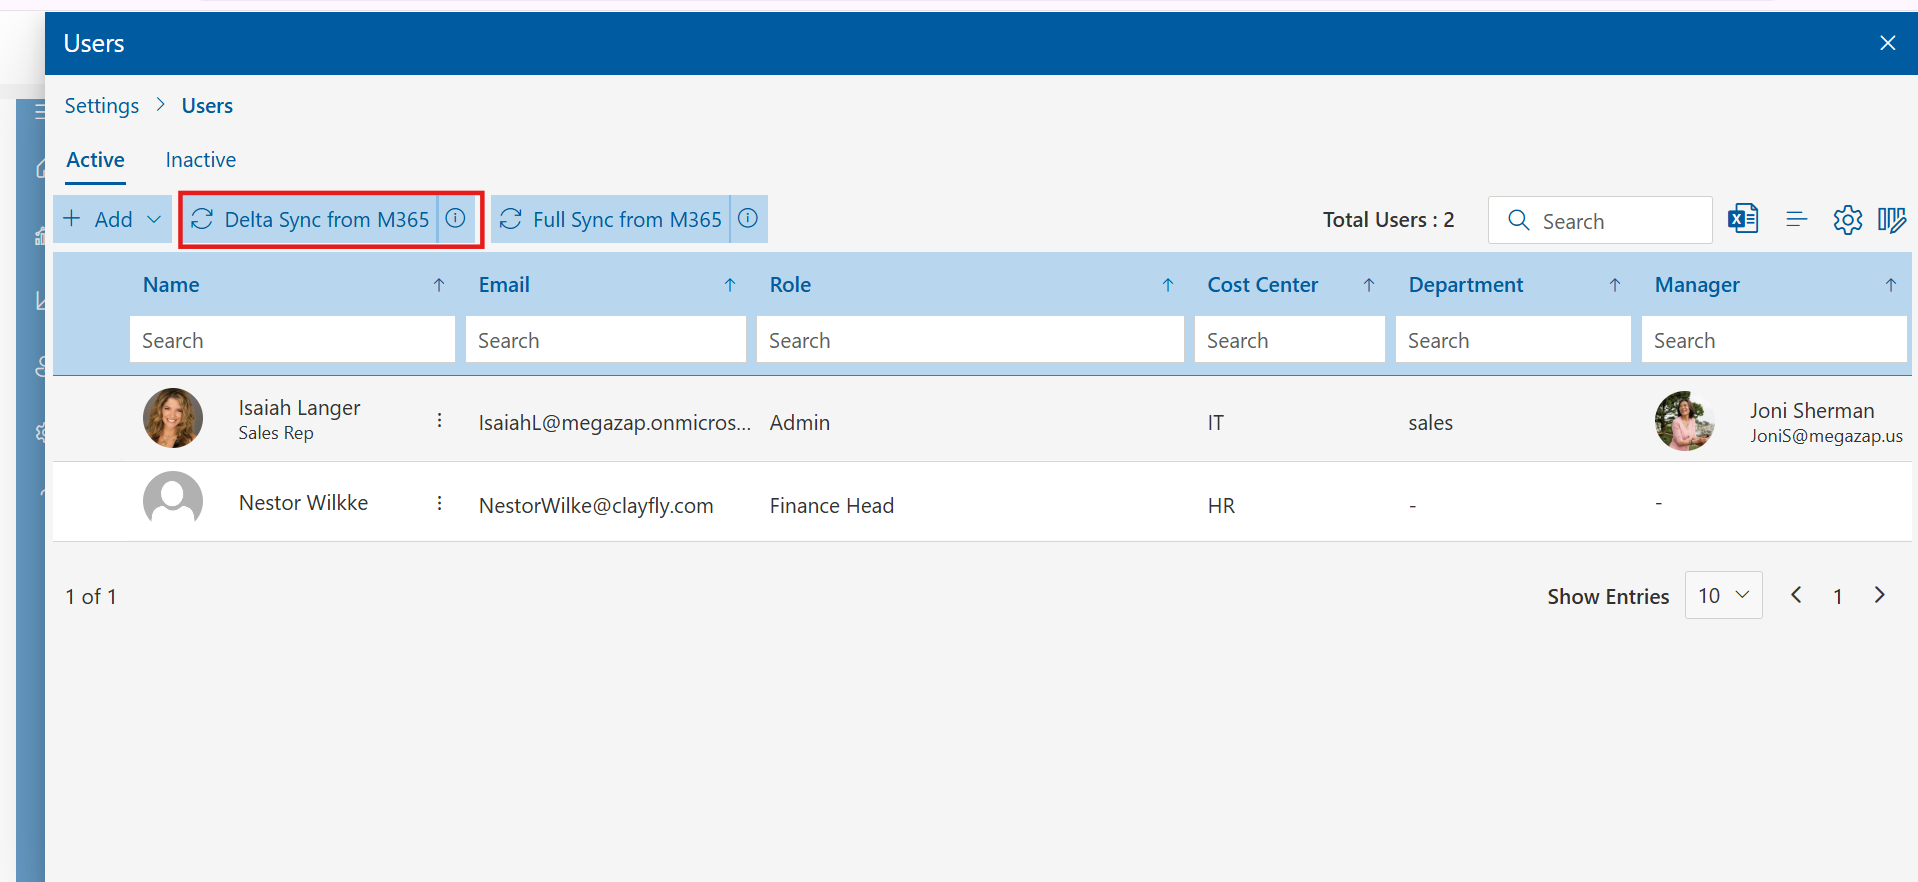 Users
Settings > Users
Active Inactive
Add Delta Sync from M365 Full Sync from M365 Total Users : 2 Search
Name Email Role Cost Center Department Manager
Search Search Search Search Search Search
Isaiah Langer
Sales Rep
IsaiahL@megazap.onmicros... Admin IT sales
Joni Sherman
JoniS@megazap.us
Nestor Wilkke NestorWilke@clayfly.com Finance Head HR - -
1 of 1 Show Entries 10 1